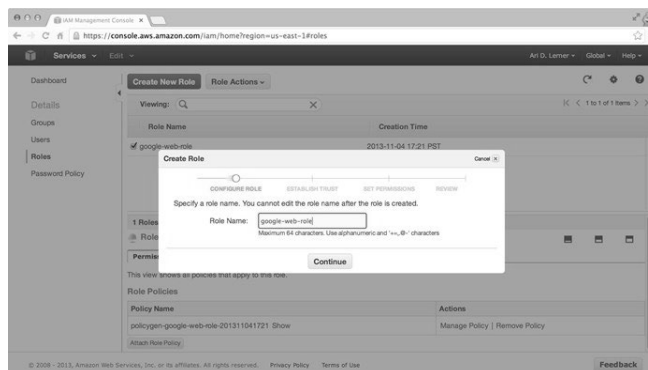 IAM Management Console
https://console.aws.amazon.com/iam/home?region=us-east-1#roles
Services Edit Ari D. Lerner Global Help
Dashboard
Create New Role Role Actions
Details
Viewing: 1 to 1 of 1 Items
Groups
Role Name Creation Time
Users
google-web-role 2013-11-04 17:21 PST
Roles
Password Policy
Create Role Cancel
CONFIGURE ROLE ESTABLISH TRUST SET PERMISSIONS REVIEW
Specify a role name. You cannot edit the role name after the role is created.
Role Name: google-web-role
Maximum 64 characters. Use alphanumeric and '+=,.@-' characters
Continue
1 Roles
Role
Permis
This view shows all policies that apply to this role.
Role Policies
Policy Name Actions
policygen-google-web-role-201311041721 Show Manage Policy | Remove Policy
Attach Role Policy
© 2008 - 2013, Amazon Web Services, Inc. or its affiliates. All rights reserved. Privacy Policy Terms of Use Feedback